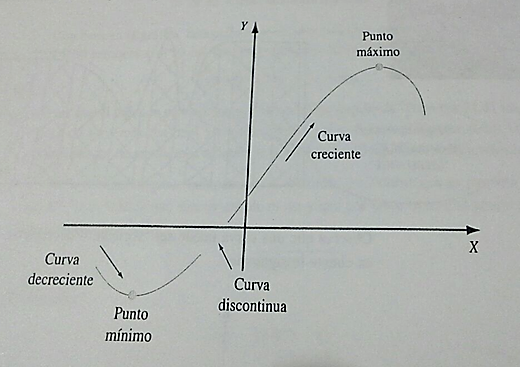 Y
Punto
máximo
Curva
creciente
X
Curva
decreciente
Curva
discontinua
Punto
mínimo